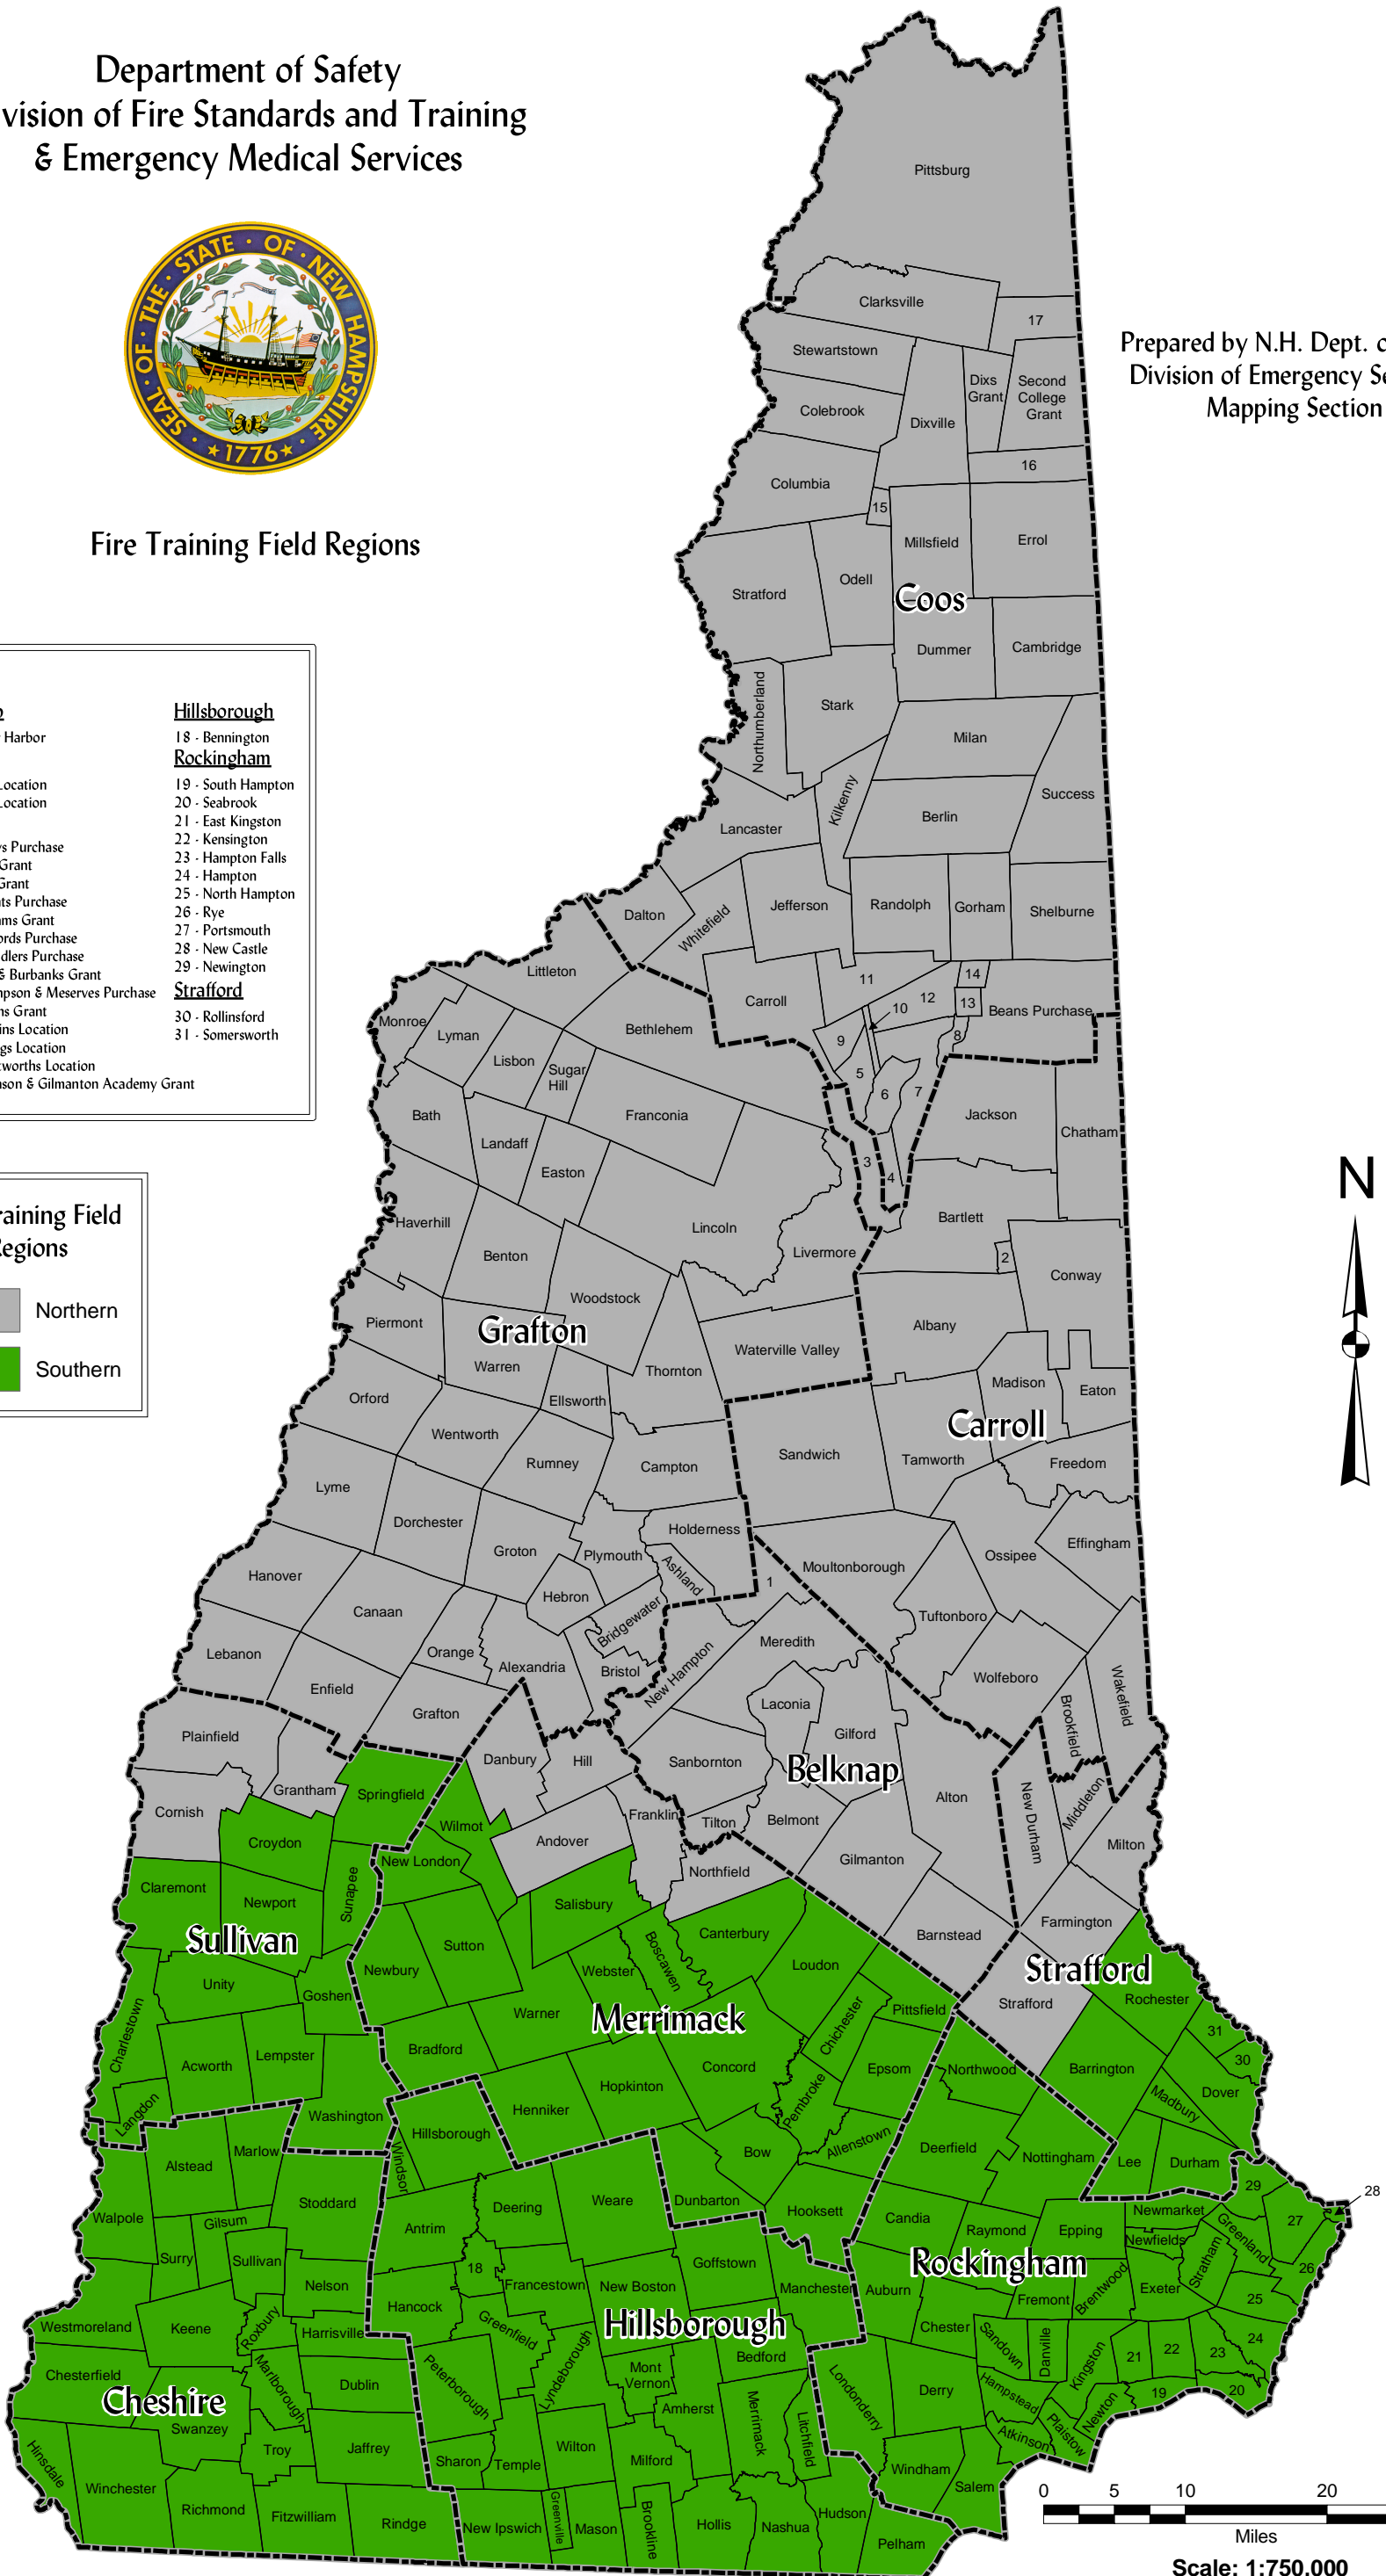 Department of Safety
vision of Fire Standards and Training
& Emergency Medical Services
SEAL · OF · THE · STATE · OF · NEW HAMPSHIRE
★ 1776 ★
Fire Training Field Regions
Prepared by N.H. Dept. o
Division of Emergency Se
Mapping Section
Harbor
Location
Location
s Purchase
Grant
Grant
ts Purchase
ms Grant
ords Purchase
dlers Purchase
& Burbanks Grant
mpson & Meserves Purchase
ns Grant
ins Location
gs Location
tworths Location
nson & Gilmanton Academy Grant
Hillsborough
18 - Bennington
Rockingham
19 - South Hampton
20 - Seabrook
21 - East Kingston
22 - Kensington
23 - Hampton Falls
24 - Hampton
25 - North Hampton
26 - Rye
27 - Portsmouth
28 - New Castle
29 - Newington
Strafford
30 - Rollinsford
31 - Somersworth
raining Field
Regions
Northern
Southern
N
Pittsburg
Clarksville
17
Stewartstown
Dixs
Grant
Second
College
Grant
Colebrook
Dixville
16
Columbia
15
Millsfield
Errol
Odell
Stratford
Coos
Dummer
Cambridge
Northumberland
Stark
Milan
Kilkenny
Success
Berlin
Lancaster
Jefferson
Randolph
Gorham
Shelburne
Dalton
Whitefield
Littleton
Carroll
11
14
12
13
10
Beans Purchase
Monroe
Lyman
Bethlehem
9
8
Lisbon
Sugar
Hill
5
6
7
Bath
Franconia
Jackson
Landaff
Chatham
Easton
3
4
Haverhill
Lincoln
Bartlett
Benton
Livermore
2
Conway
Woodstock
Piermont
Grafton
Albany
Warren
Waterville Valley
Thornton
Madison
Eaton
Orford
Ellsworth
Carroll
Wentworth
Sandwich
Tamworth
Rumney
Campton
Freedom
Lyme
Dorchester
Holderness
Effingham
Groton
Plymouth
Ossipee
Ashland
Moultonborough
Hanover
1
Hebron
Canaan
Bridgewater
Tuftonboro
Lebanon
Orange
Meredith
Alexandria
Bristol
New Hampton
Wolfeboro
Enfield
Wakefield
Laconia
Brookfield
Grafton
Plainfield
Gilford
Danbury
Hill
Sanbornton
Belknap
Grantham
Springfield
Alton
New Durham
Middleton
Cornish
Franklin
Tilton
Belmont
Wilmot
Andover
Croydon
Milton
New London
Gilmanton
Northfield
Claremont
Sunapee
Newport
Salisbury
Farmington
Canterbury
Barnstead
Sullivan
Sutton
Boscawen
Loudon
Strafford
Newbury
Webster
Unity
Goshen
Rochester
Strafford
Pittsfield
Warner
Merrimack
Chichester
31
Charlestown
Bradford
Lempster
Acworth
Concord
Epsom
Northwood
Barrington
30
Hopkinton
Dover
Pembroke
Madbury
Langdon
Washington
Henniker
Hillsborough
Allenstown
Deerfield
Nottingham
Marlow
Bow
Windsor
Lee
Durham
Alstead
29
28
Stoddard
Deering
Weare
Dunbarton
Hooksett
Newmarket
Walpole
Gilsum
Antrim
Candia
Raymond
Epping
Greenland
27
Newfields
Surry
Sullivan
18
Goffstown
Rockingham
Stratham
26
Nelson
Francestown
New Boston
Manchester
Auburn
Exeter
Brentwood
Fremont
25
Hancock
Westmoreland
Keene
Roxbury
Harrisville
Greenfield
Hillsborough
Chester
Sandown
Danville
24
Bedford
Kingston
21
22
23
Chesterfield
Marlborough
Dublin
Peterborough
Lyndeborough
Mont
Vernon
Londonderry
Derry
Hampstead
19
20
Cheshire
Amherst
Merrimack
Litchfield
Newton
Plaistow
Swanzey
Atkinson
Troy
Jaffrey
Sharon
Temple
Wilton
Milford
Windham
Hinsdale
Salem
Winchester
Richmond
Fitzwilliam
Rindge
New Ipswich
Greenville
Mason
Brookline
Hollis
Nashua
Hudson
Pelham
0 5 10 20
Miles
Scale: 1:750,000